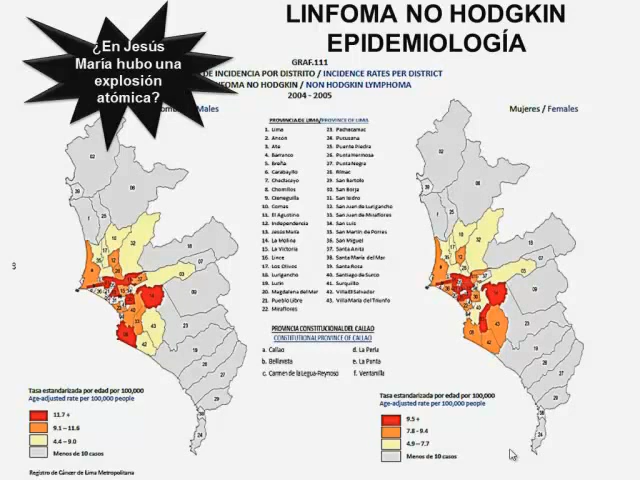 LINFOMA NO HODGKIN
EPIDEMIOLOGÍA
¿En Jesús
María hubo una
explosión
atómica?
GRAF.111
DE INCIDENCIA POR DISTRITO / INCIDENCE RATES PER DISTRICT
NFOMA NO HODGKIN / NON HODGKIN LYMPHOMA
2004 - 2005
Males
Mujeres / Females
PROVINCIA DE LIMA/PROVINCE OF LIMA
1. Lima
2. Ancón
3. Ate
4. Barranco
5. Breña
6. Carabayllo
7. Chaclacayo
8. Chorrillos
9. Cieneguilla
10. Comas
11. El Agustino
12. Independencia
13. Jesús María
14. La Molina
15. La Victoria
16. Lince
17. Los Olivos
18. Lurigancho
19. Lurín
20. Magdalena del Mar
21. Pueblo Libre
22. Miraflores
23. Pachacamac
24. Pucusana
25. Puente Piedra
26. Punta Hermosa
27. Punta Negra
28. Rímac
29. San Bartolo
30. San Borja
31. San Isidro
32. San Juan de Lurigancho
33. San Juan de Miraflores
34. San Luis
35. San Martín de Porres
36. San Miguel
37. Santa Anita
38. Santa María del Mar
39. Santa Rosa
40. Santiago de Surco
41. Surquillo
42. Villa El Salvador
43. Villa María del Triunfo
PROVINCIA CONSTITUCIONAL DEL CALLAO
CONSTITUTIONAL PROVINCE OF CALLAO
a. Callao
b. Bellavista
c. Carmen de la Legua-Reynoso
d. La Perla
e. La Punta
f. Ventanilla
Tasa estandarizada por edad por 100,000
Age-adjusted rate per 100,000 people
11.7 +
9.1 – 11.6
4.4 – 9.0
Menos de 10 casos
Registro de Cáncer de Lima Metropolitana
Tasa estandarizada por edad por 100,000
Age-adjusted rate per 100,000 people
9.5 +
7.8 - 9.4
4.9 – 7.7
Menos de 10 casos